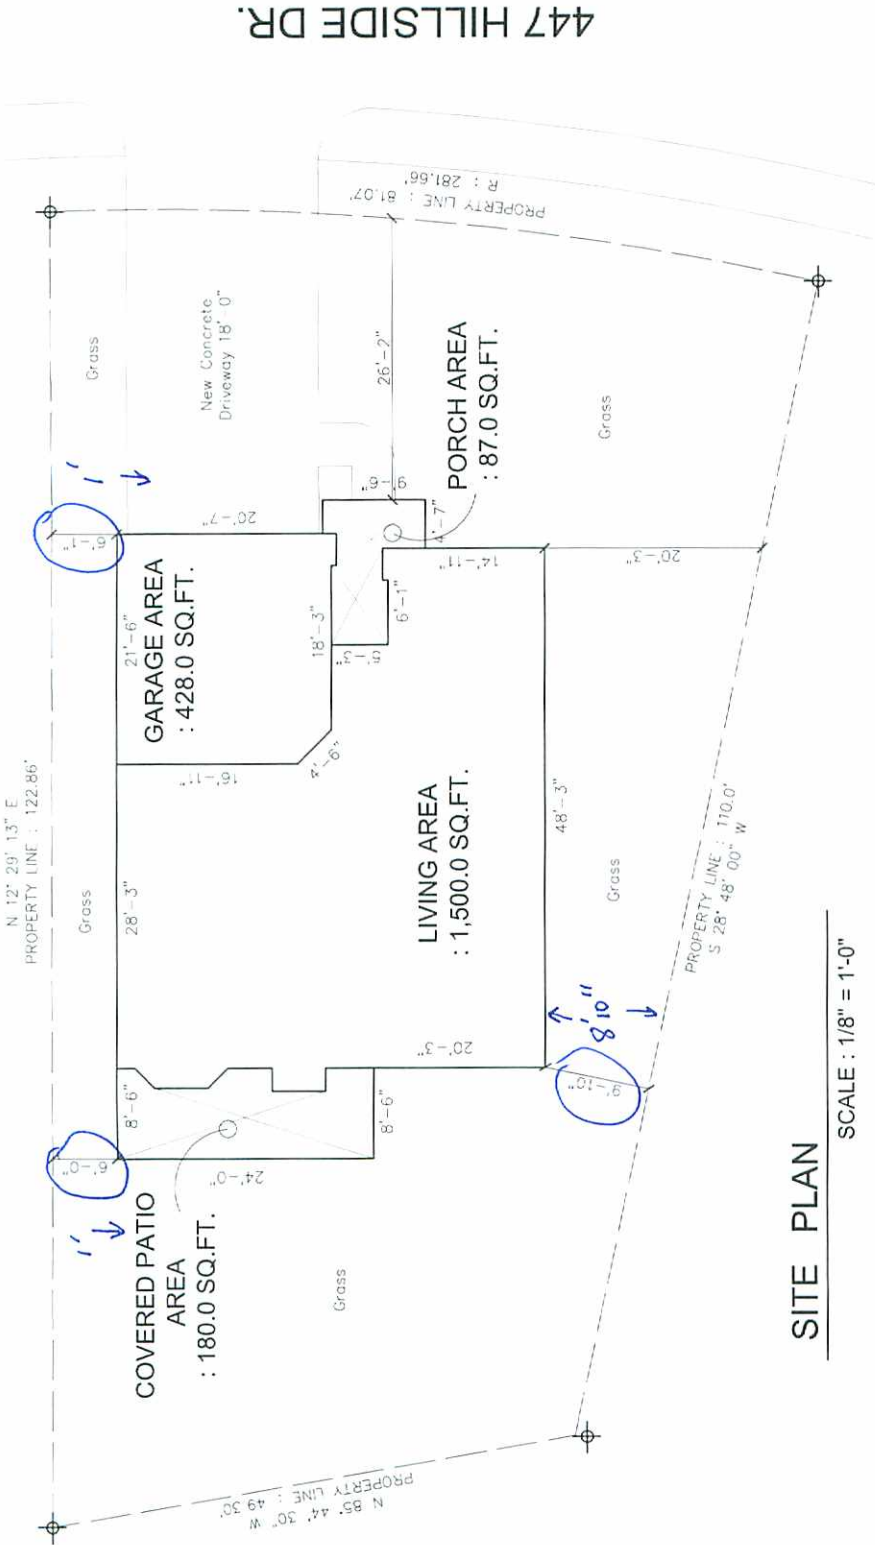 447 HILLSIDE DR.
N 12° 29' 13" E
PROPERTY LINE : 122.86'
PROPERTY LINE : 81.07'
R : 281.66'
Grass
New Concrete
Driveway 18'-0"
26'-2"
PORCH AREA
: 87.0 SQ.FT.
Grass
1'
6'-1"
20'-7"
9'-6"
4'-7"
14'-11"
20'-3"
21'-6"
GARAGE AREA
: 428.0 SQ.FT.
18'-3"
6'-1"
16'-11"
4'-6"
Grass
28'-3"
LIVING AREA
: 1,500.0 SQ.FT.
48'-3"
Grass
PROPERTY LINE : 110.0'
S 28° 48' 00" W
8'-6"
20'-3"
8'-6"
8'10"
9'-10"
6'-0"
24'-0"
1'
COVERED PATIO
AREA
: 180.0 SQ.FT.
Grass
N 85° 44' 30" W
PROPERTY LINE : 49.30'
SITE PLAN
SCALE : 1/8" = 1'-0"